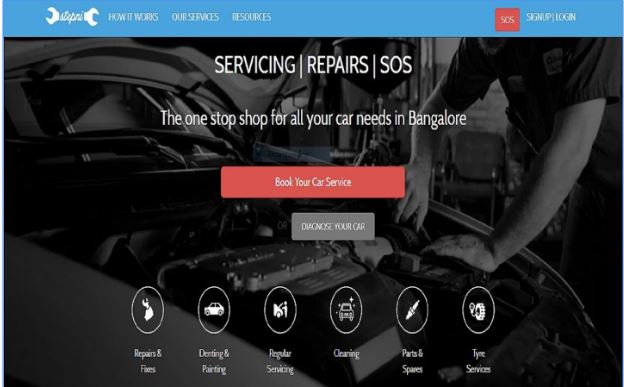 stepni
HOW IT WORKS
OUR SERVICES
RESOURCES
SOS
SIGNUP | LOGIN
SERVICING | REPAIRS | SOS
The one stop shop for all your car needs in Bangalore
Book Your Car Service
OR
DIAGNOSE YOUR CAR
Repairs &
Fixes
Denting &
Painting
Regular
Servicing
Cleaning
Parts &
Spares
Tyre
Services